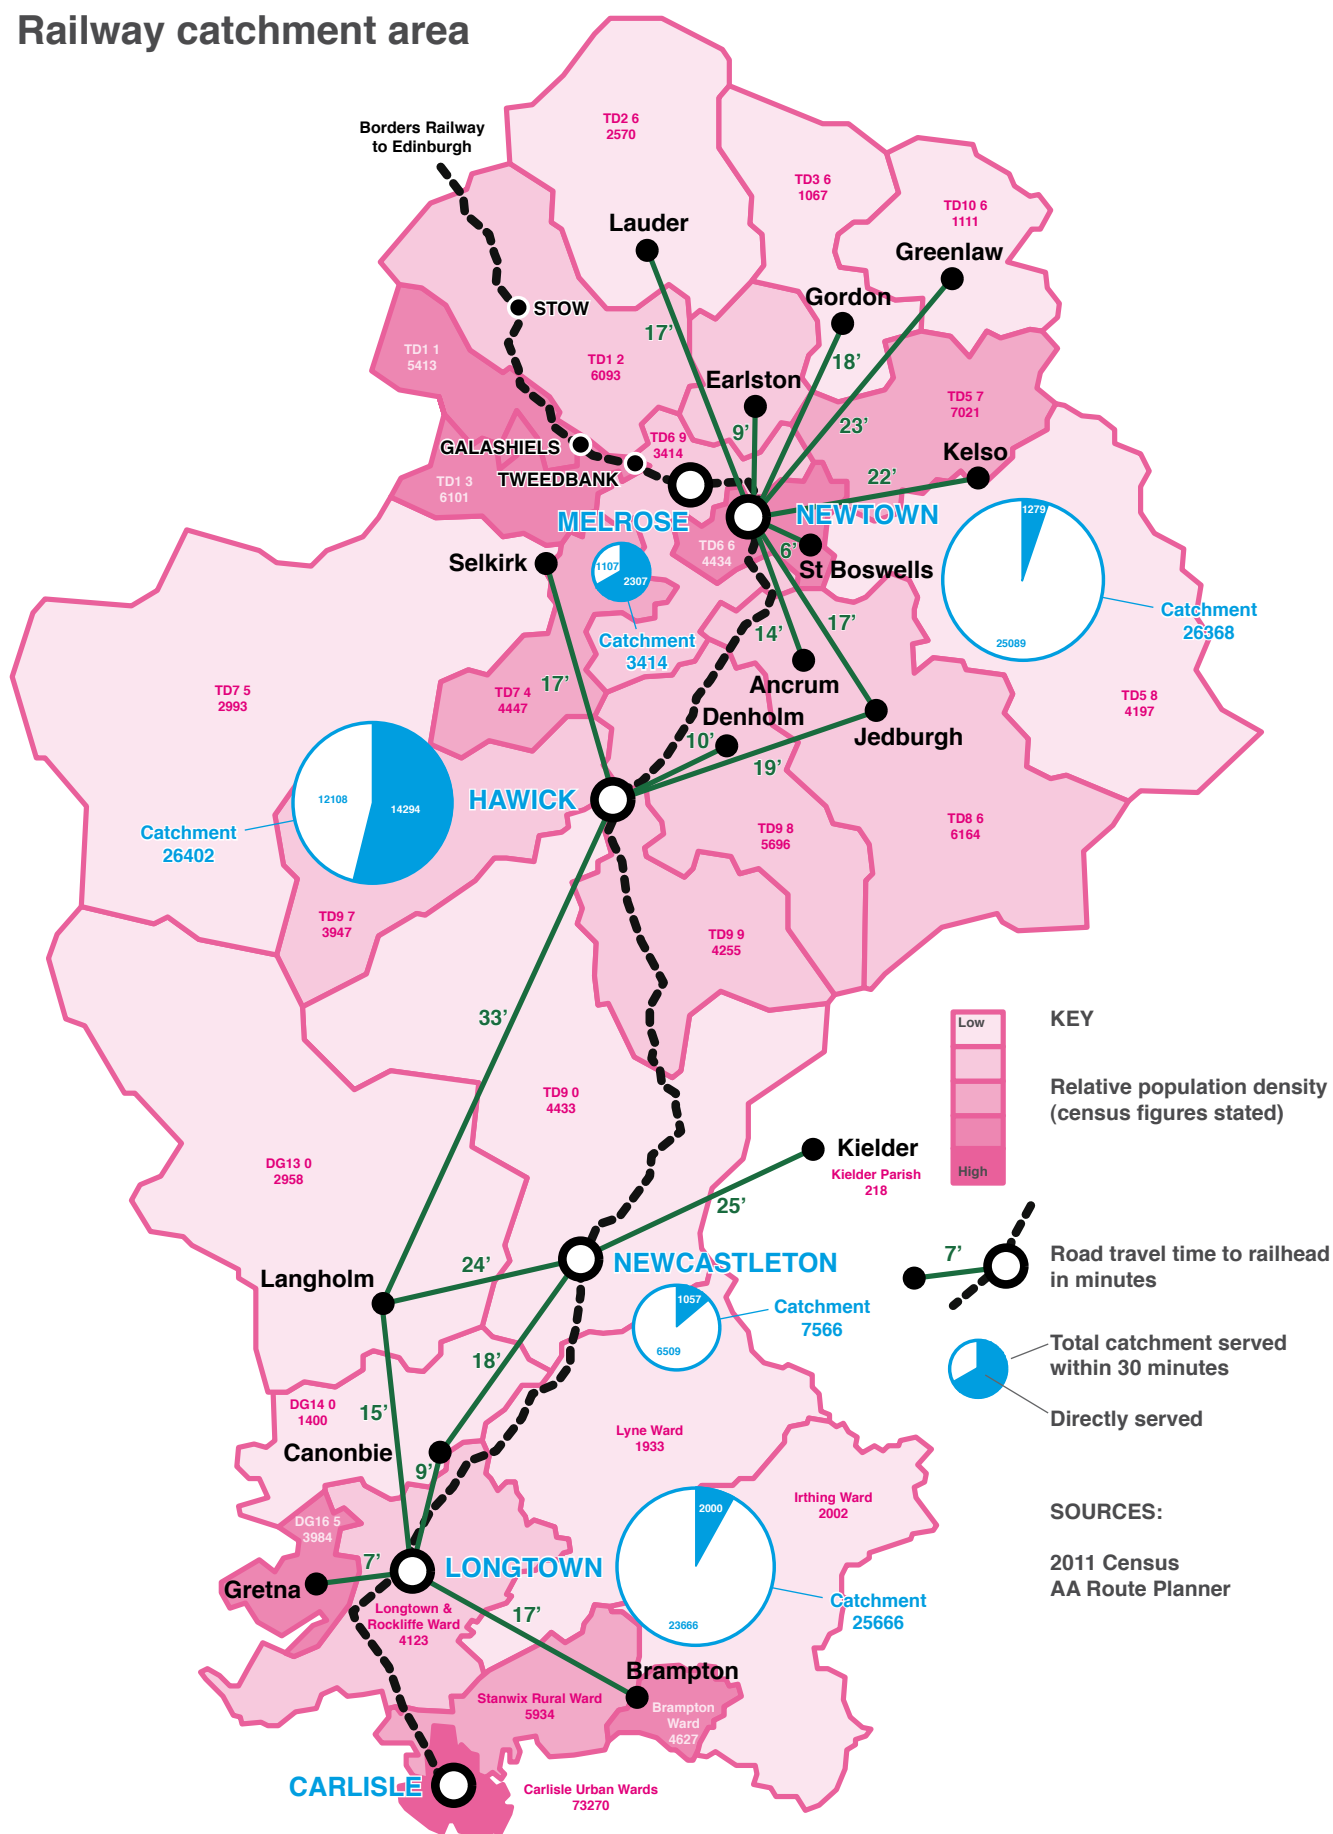 Railway catchment area
Borders Railway
to Edinburgh
TD2 6
2570
TD3 6
1067
TD10 6
1111
Lauder
Greenlaw
Gordon
STOW
17’
18’
TD1 1
5413
TD1 2
6093
Earlston
TD5 7
7021
9’
23’
TD6 9
3414
GALASHIELS
Kelso
TWEEDBANK
22’
TD1 3
6101
1279
MELROSE
NEWTOWN
TD6 6
4434
6’
Selkirk
St Boswells
1107
2307
Catchment
26368
25089
Catchment
3414
14’
17’
17’
Ancrum
TD7 5
2993
TD7 4
4447
TD5 8
4197
Denholm
10’
Jedburgh
19’
12108
14294
HAWICK
Catchment
26402
TD9 8
5696
TD8 6
6164
TD9 7
3947
TD9 9
4255
33’
Low
KEY
Relative population density
(census figures stated)
High
TD9 0
4433
Kielder
Kielder Parish
218
DG13 0
2958
25’
7’
Road travel time to railhead
in minutes
24’
NEWCASTLETON
Langholm
1057
6509
Catchment
7566
Total catchment served
within 30 minutes
Directly served
18’
DG14 0
1400
15’
Lyne Ward
1933
Canonbie
9’
Irthing Ward
2002
2000
SOURCES:
2011 Census
AA Route Planner
DG16 5
3984
7’
LONGTOWN
Gretna
Catchment
25666
23666
Longtown &
Rockliffe Ward
4123
17’
Brampton
Stanwix Rural Ward
5934
Brampton
Ward
4627
CARLISLE
Carlisle Urban Wards
73270